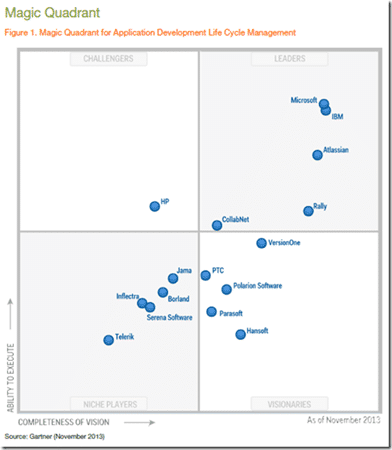 Magic Quadrant
Figure 1. Magic Quadrant for Application Development Life Cycle Management
CHALLENGERS
LEADERS
Microsoft
IBM
Atlassian
HP
Rally
CollabNet
VersionOne
Jama
PTC
Polarion Software
Inflectra
Borland
Serena Software
Parasoft
Hansoft
Telerik
ABILITY TO EXECUTE
NICHE PLAYERS
VISIONARIES
COMPLETENESS OF VISION
As of November 2013
Source: Gartner (November 2013)